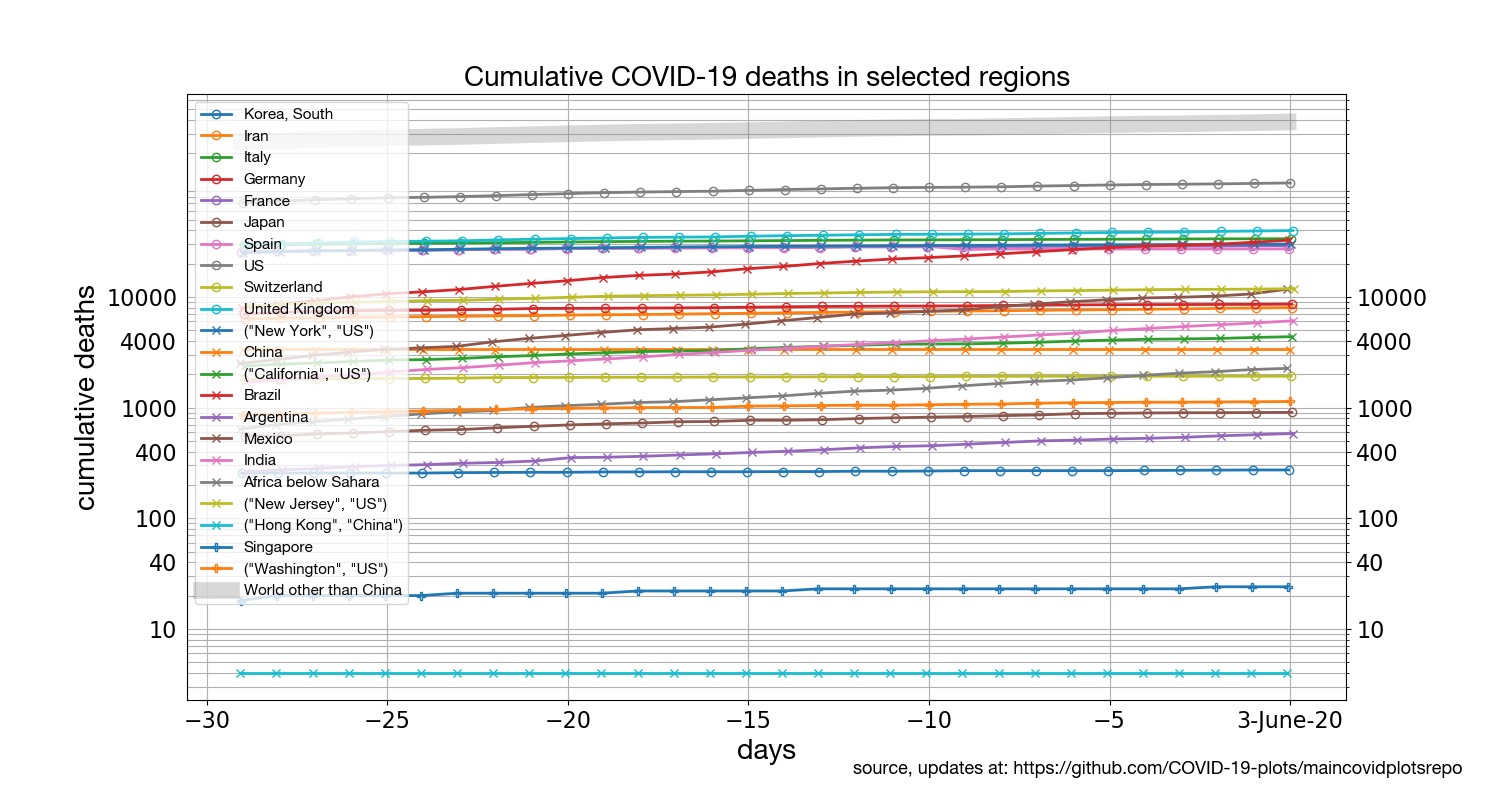 Cumulative COVID-19 deaths in selected regions
Korea, South
Iran
Italy
Germany
France
Japan
Spain
US
Switzerland
United Kingdom
("New York", "US")
China
("California", "US")
Brazil
Argentina
Mexico
India
Africa below Sahara
("New Jersey", "US")
("Hong Kong", "China")
Singapore
("Washington", "US")
World other than China
cumulative deaths
10000
4000
1000
400
100
40
10
10000
4000
1000
400
100
40
10
−30 −25 −20 −15 −10 −5 3-June-20
days
source, updates at: https://github.com/COVID-19-plots/maincovidplotsrepo